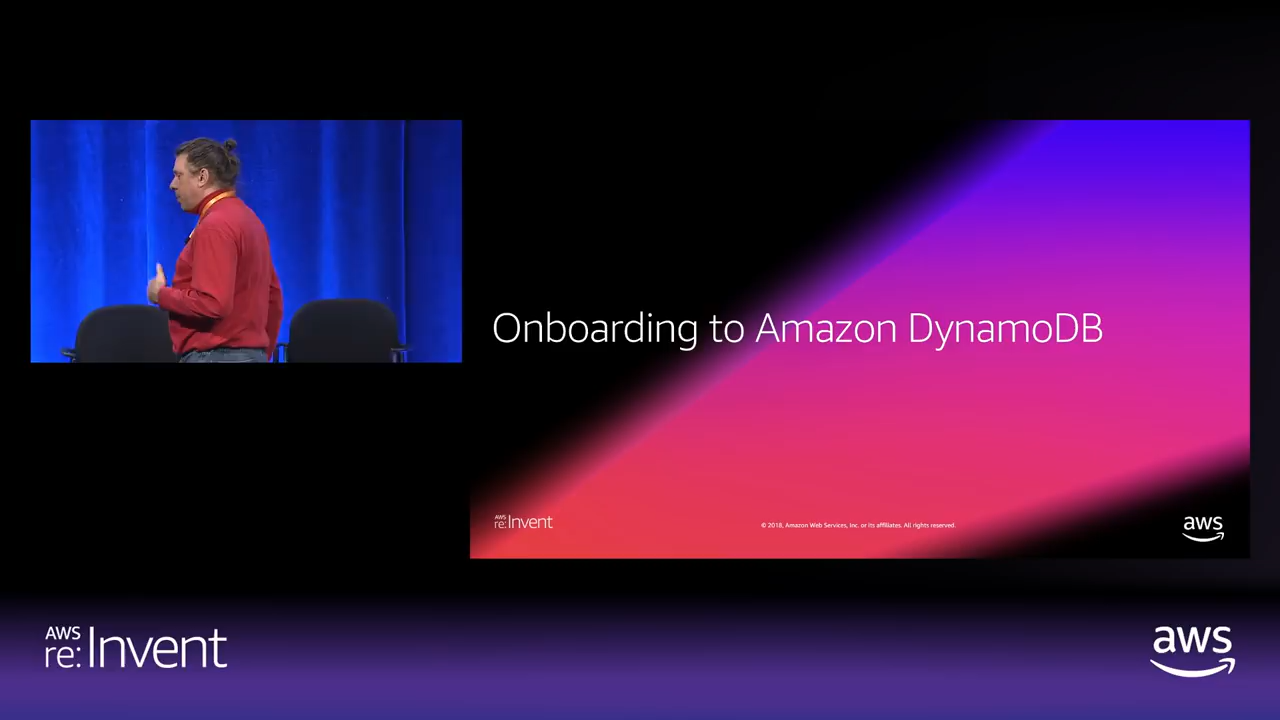 Onboarding to Amazon DynamoDB
AWS
re:Invent
© 2018, Amazon Web Services, Inc. or its affiliates. All rights reserved.
aws
AWS
re:Invent
aws